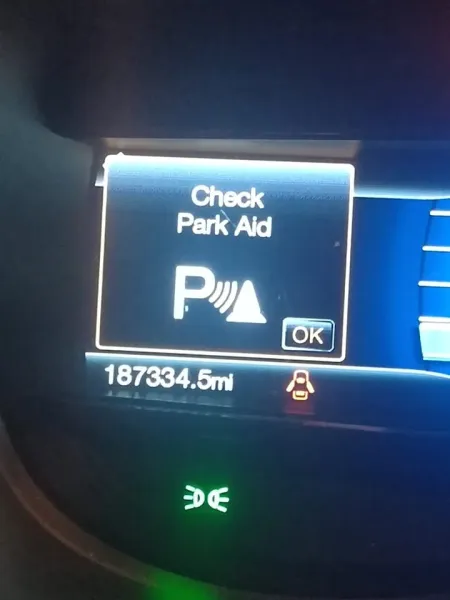 Check
Park Aid
P
OK
187334.5mi